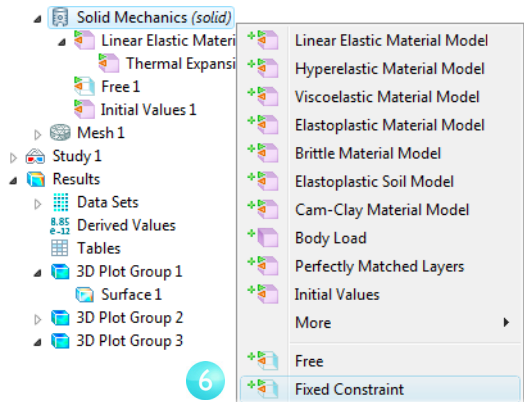 Solid Mechanics (solid)
Linear Elastic Materi
Thermal Expansi
Free 1
Initial Values 1
Mesh 1
Study 1
Results
Data Sets
8.85
e-12
Derived Values
Tables
3D Plot Group 1
Surface 1
3D Plot Group 2
3D Plot Group 3
6
Linear Elastic Material Model
Hyperelastic Material Model
Viscoelastic Material Model
Elastoplastic Material Model
Brittle Material Model
Elastoplastic Soil Model
Cam-Clay Material Model
Body Load
Perfectly Matched Layers
Initial Values
More
Free
Fixed Constraint